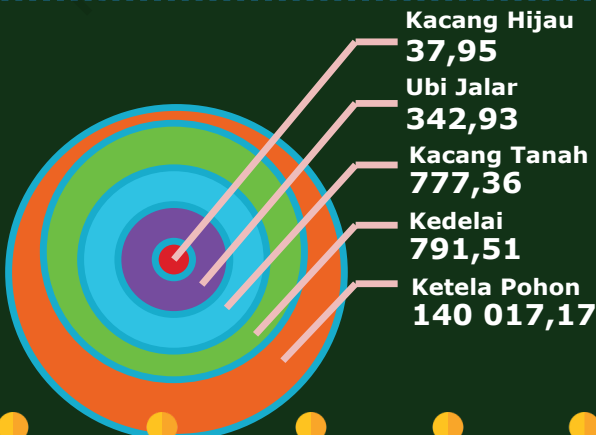 Kacang Hijau
37,95
Ubi Jalar
342,93
Kacang Tanah
777,36
Kedelai
791,51
Ketela Pohon
140 017,17